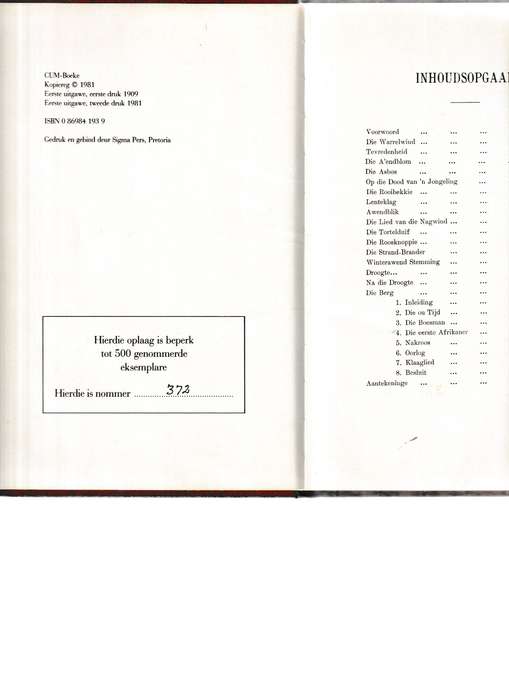 CUM-Boeke
Kopiereg © 1981
Eerste uitgawe, eerste druk 1909
Eerste uitgawe, tweede druk 1981
ISBN 0 86984 193 9
Gedruk en gebind deur Sigma Pers, Pretoria
Hierdie oplaag is beperk
tot 500 genommerde
eksemplare
Hierdie is nommer ........372........
INHOUDSOPGAA
Voorwoord ... ... ...
Die Warrelwind ... ... ...
Tevredenheid ... ... ...
Die A'endblom ... ... ...
Die Asbos ... ... ...
Op die Dood van 'n Jongeling ...
Die Rooibekkie ... ... ...
Lenteklag ... ... ...
Awendblik ... ... ...
Die Lied van die Nagwind ... ...
Die Tortelduif ... ... ...
Die Roosknoppie ... ... ...
Die Strand-Brander ... ...
Winterawend Stemming ... ...
Droogte... ... ... ...
Na die Droogte ... ... ...
Die Berg ... ... ...
1. Inleiding ... ...
2. Die ou Tijd ... ...
3. Die Boesman ... ...
4. Die eerste Afrikaner ...
5. Nakroos ... ...
6. Oorlog ... ...
7. Klaaglied ... ...
8. Besluit ... ...
Aantekeninge ... ... ...